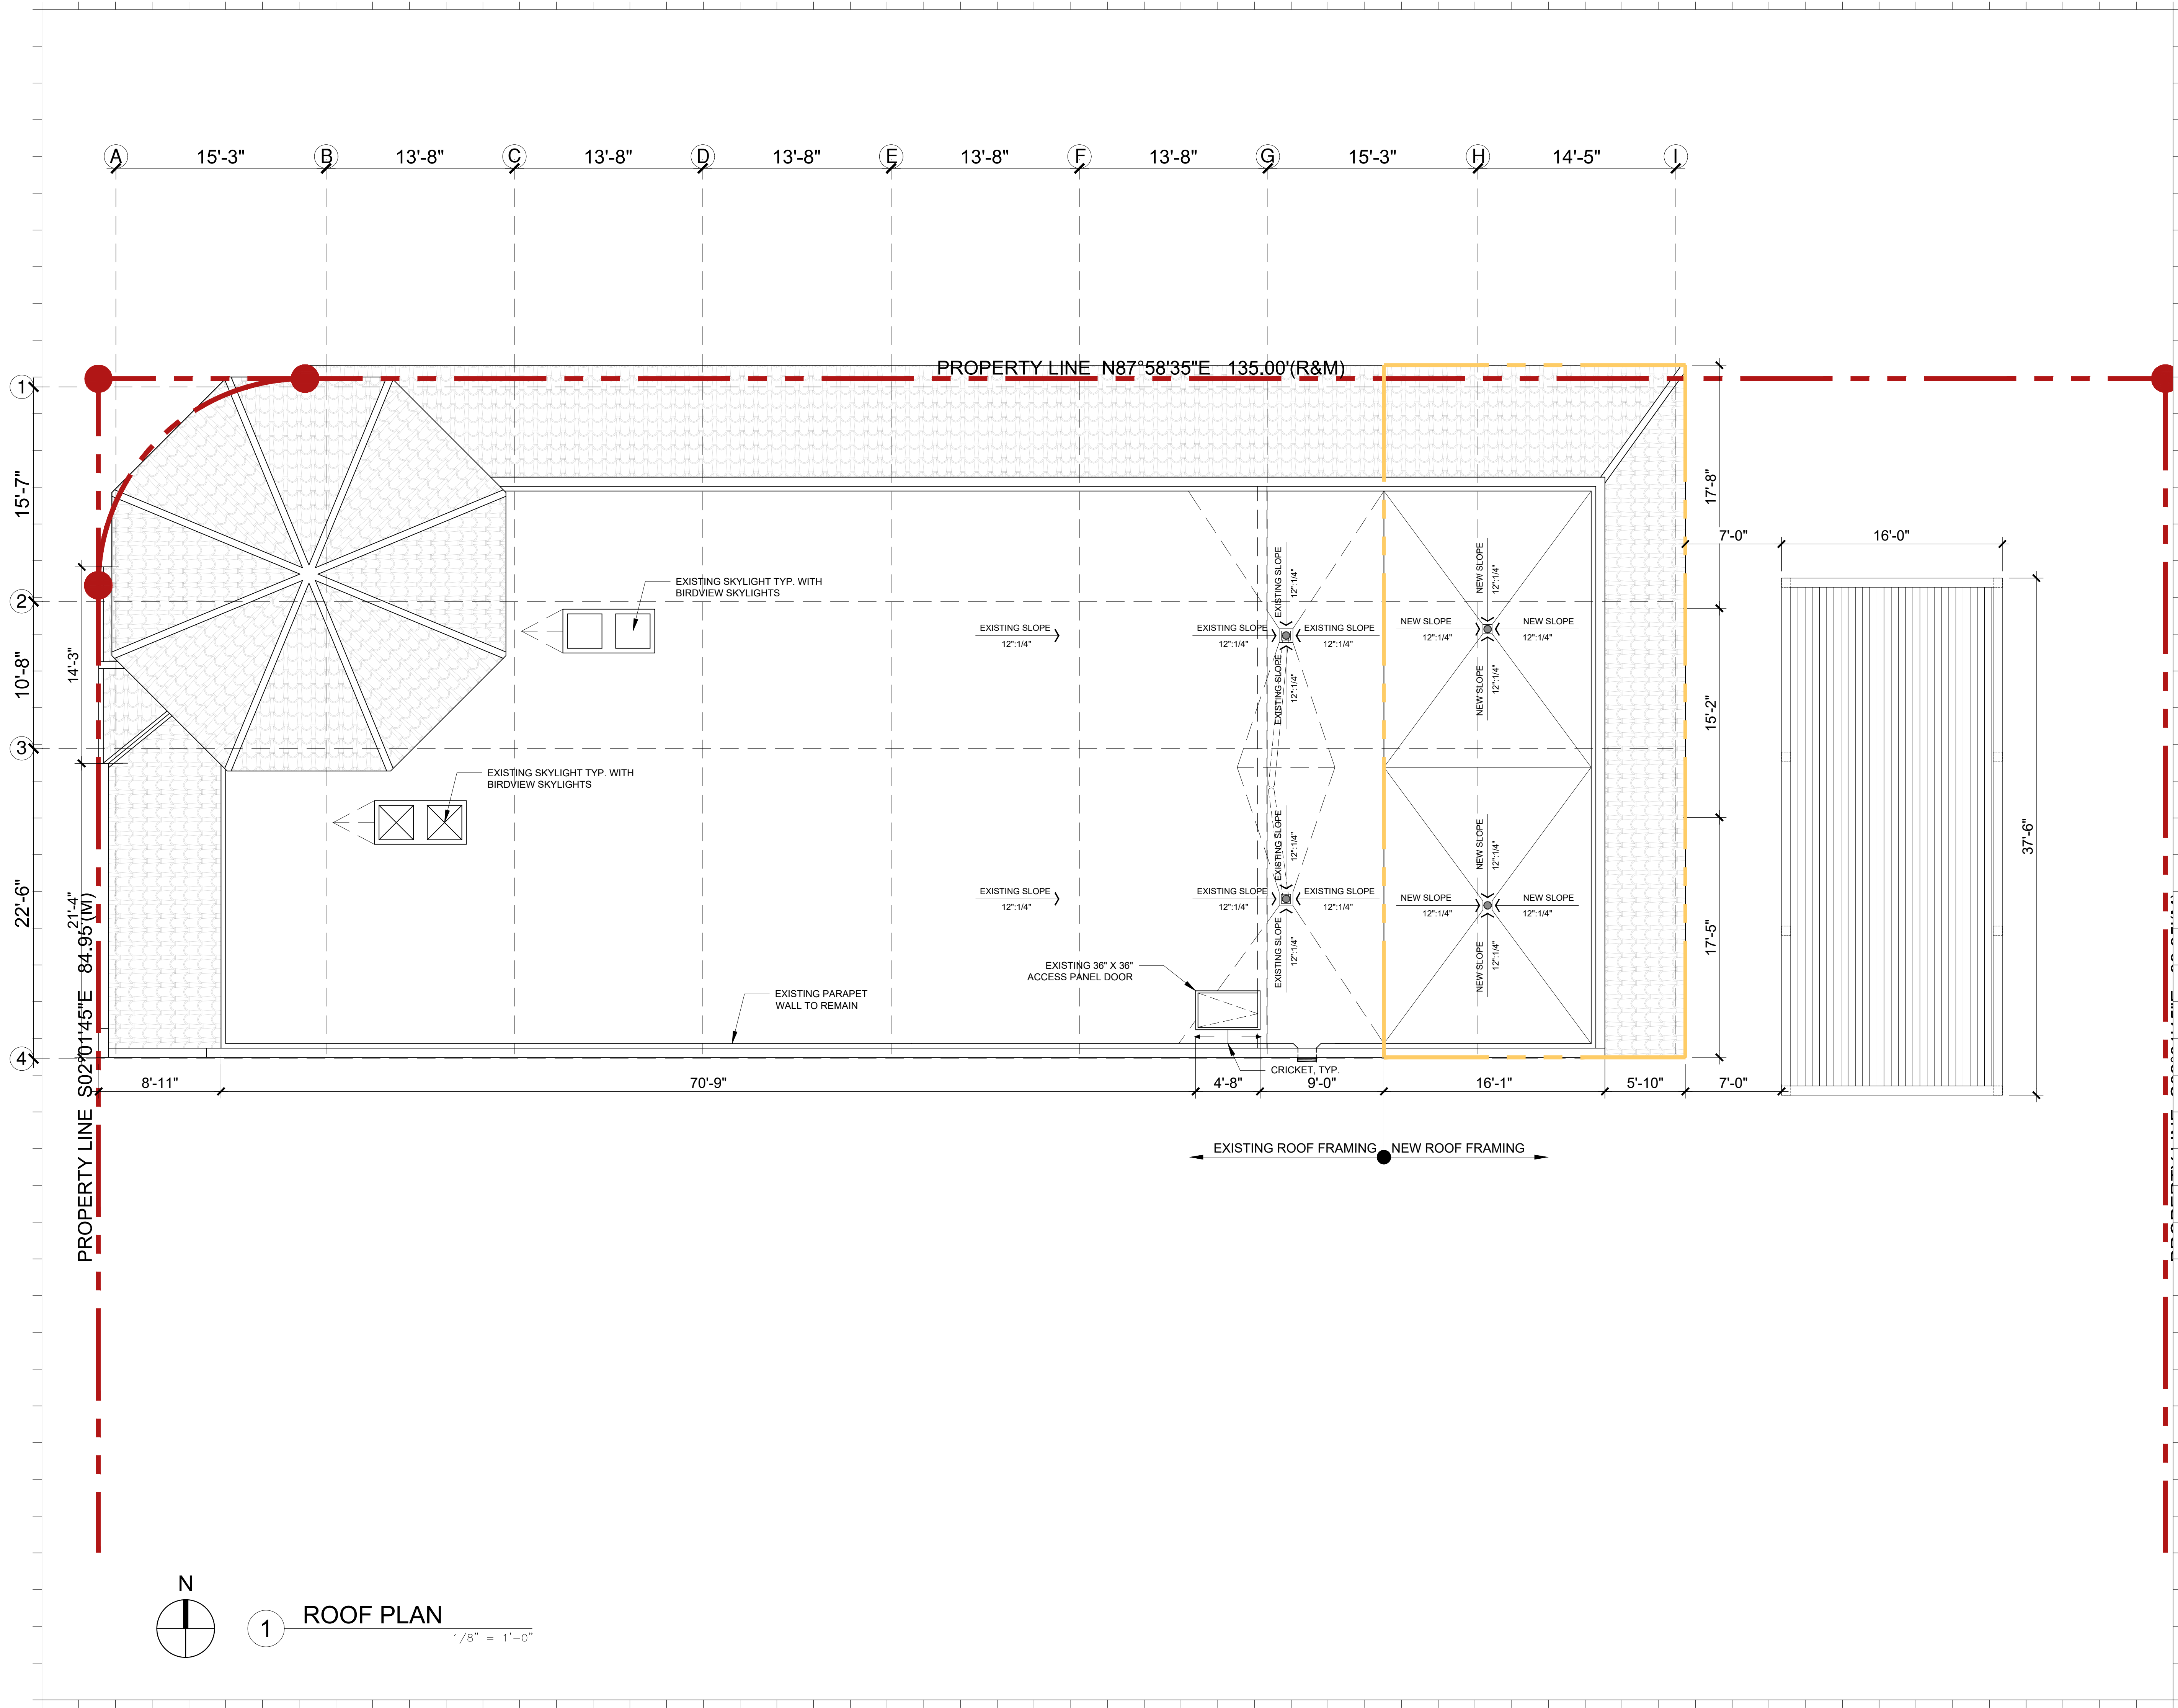 A 15'-3" B 13'-8" C 13'-8" D 13'-8" E 13'-8" F 13'-8" G 15'-3" H 14'-5" I
PROPERTY LINE N87°58'35"E 135.00'(R&M)
1
15'-7"
2
10'-8"
3
22'-6"
4
14'-3"
21'-4"
PROPERTY LINE S02°01'45"E 84.95'(M)
EXISTING SKYLIGHT TYP. WITH
BIRDVIEW SKYLIGHTS
EXISTING SKYLIGHT TYP. WITH
BIRDVIEW SKYLIGHTS
EXISTING SLOPE
12":1/4"
EXISTING SLOPE
12":1/4"
EXISTING SLOPE
12":1/4"
EXISTING SLOPE
12":1/4"
EXISTING SLOPE
12":1/4"
NEW SLOPE
12":1/4"
NEW SLOPE
12":1/4"
NEW SLOPE
12":1/4"
NEW SLOPE
12":1/4"
EXISTING SLOPE
12":1/4"
EXISTING SLOPE
12":1/4"
EXISTING SLOPE
12":1/4"
EXISTING SLOPE
12":1/4"
EXISTING SLOPE
12":1/4"
NEW SLOPE
12":1/4"
NEW SLOPE
12":1/4"
NEW SLOPE
12":1/4"
NEW SLOPE
12":1/4"
EXISTING 36" X 36"
ACCESS PANEL DOOR
EXISTING PARAPET
WALL TO REMAIN
CRICKET, TYP.
17'-8"
15'-2"
17'-5"
7'-0"
16'-0"
37'-6"
8'-11" 70'-9" 4'-8" 9'-0" 16'-1" 5'-10" 7'-0"
EXISTING ROOF FRAMING NEW ROOF FRAMING
N
1 ROOF PLAN
1/8" = 1'-0"